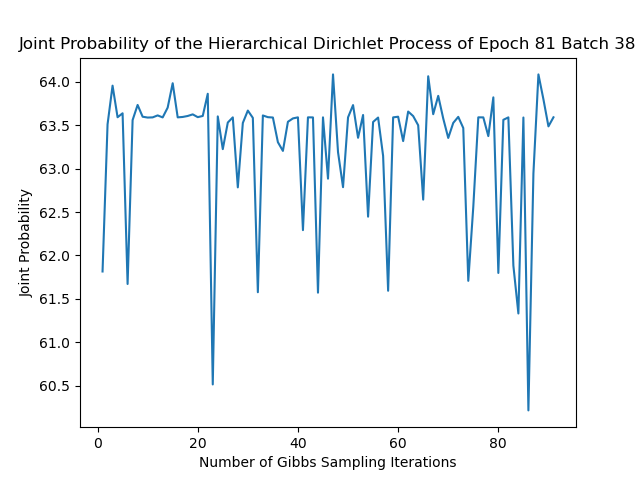 Joint Probability of the Hierarchical Dirichlet Process of Epoch 81 Batch 38
64.0
63.5
63.0
62.5
62.0
61.5
61.0
60.5
Joint Probability
0 20 40 60 80
Number of Gibbs Sampling Iterations